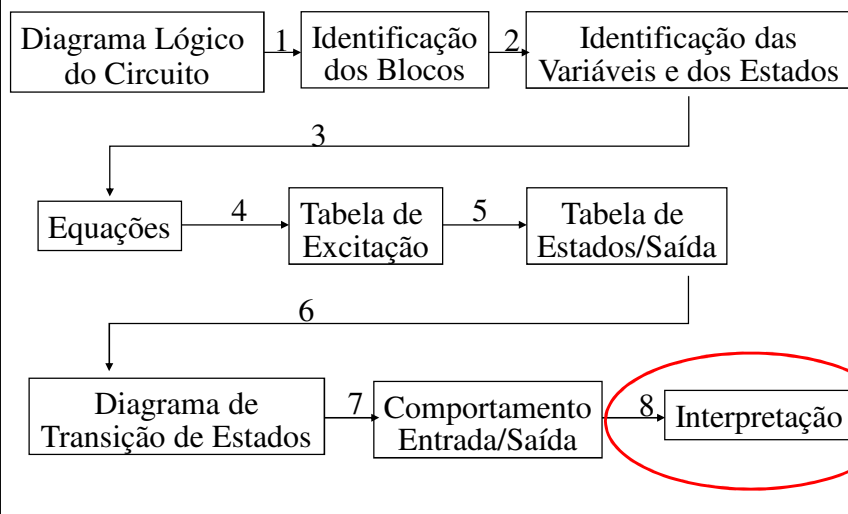 Diagrama Lógico
do Circuito
1
Identificação
dos Blocos
2
Identificação das
Variáveis e dos Estados
3
Equações
4
Tabela de
Excitação
5
Tabela de
Estados/Saída
6
Diagrama de
Transição de Estados
7
Comportamento
Entrada/Saída
8
Interpretação